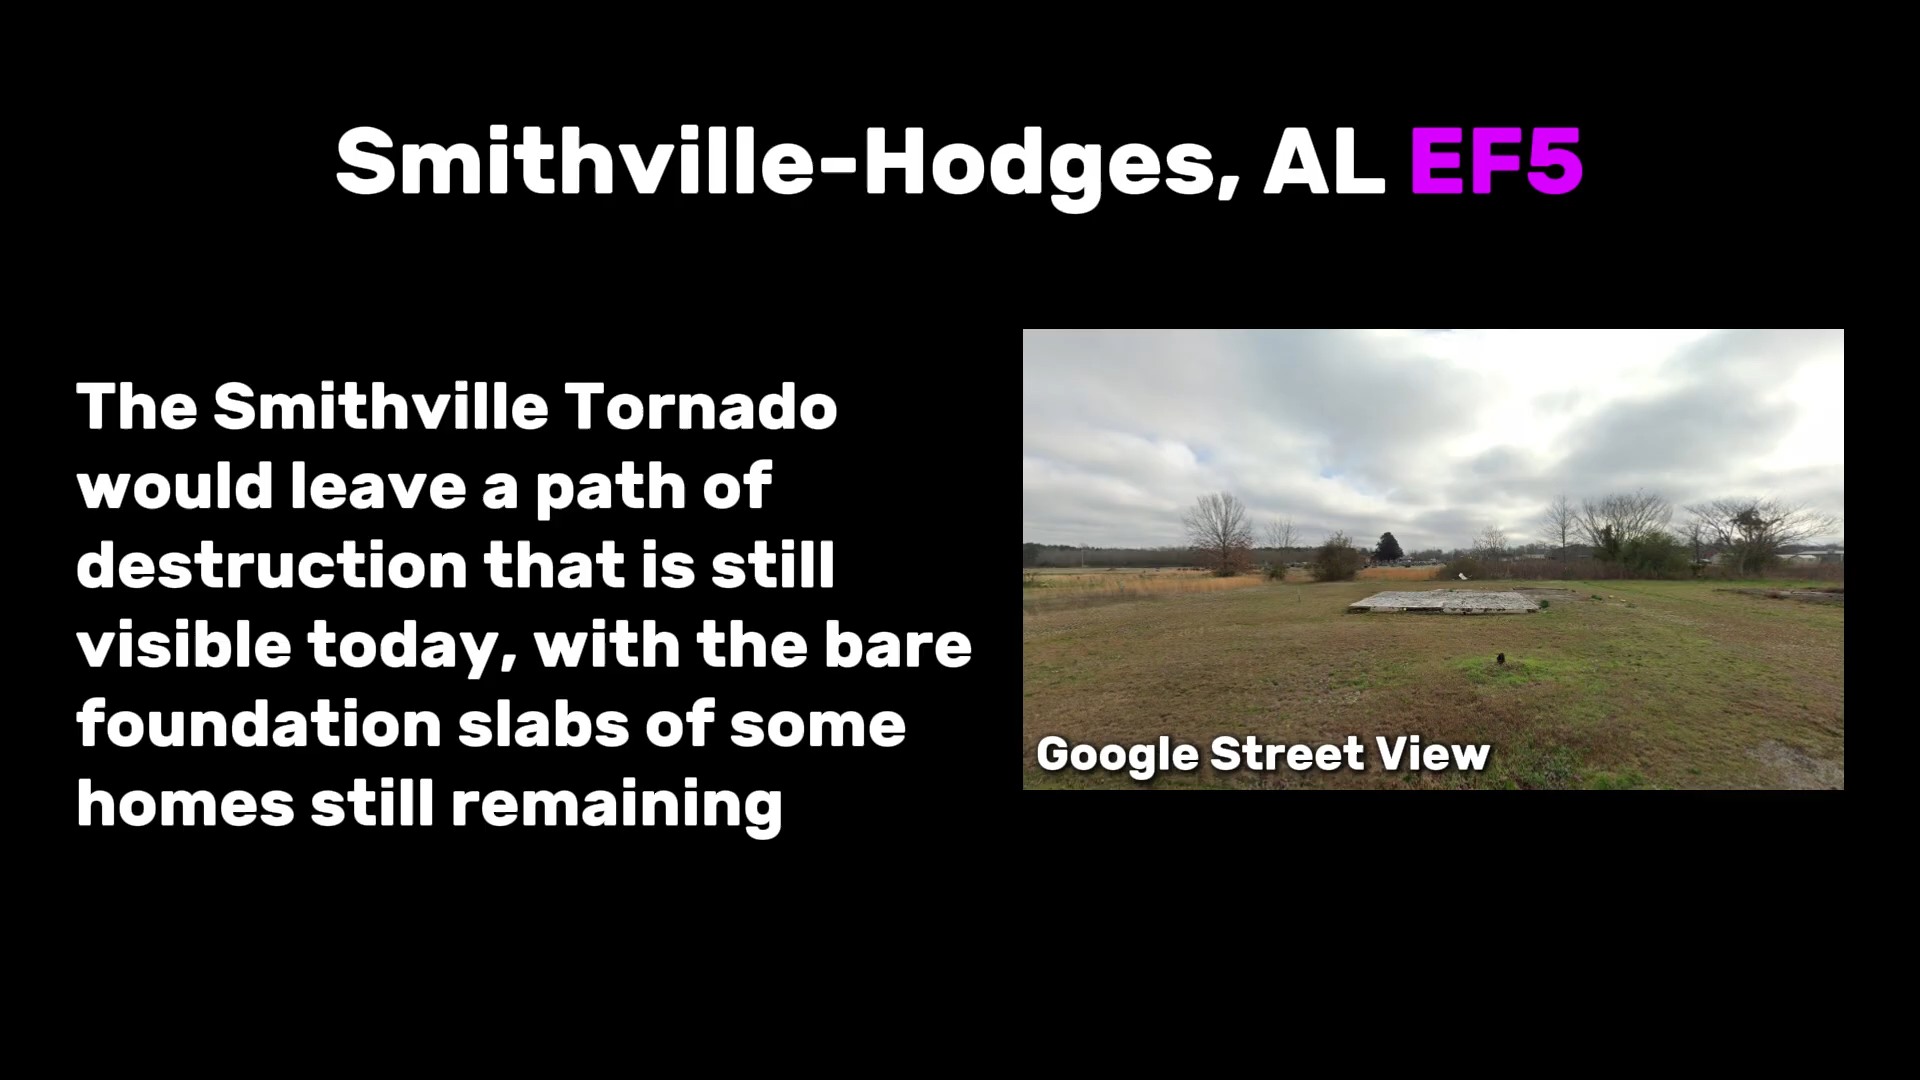 Smithville-Hodges, AL EF5
The Smithville Tornado
would leave a path of
destruction that is still
visible today, with the bare
foundation slabs of some
homes still remaining
Google Street View